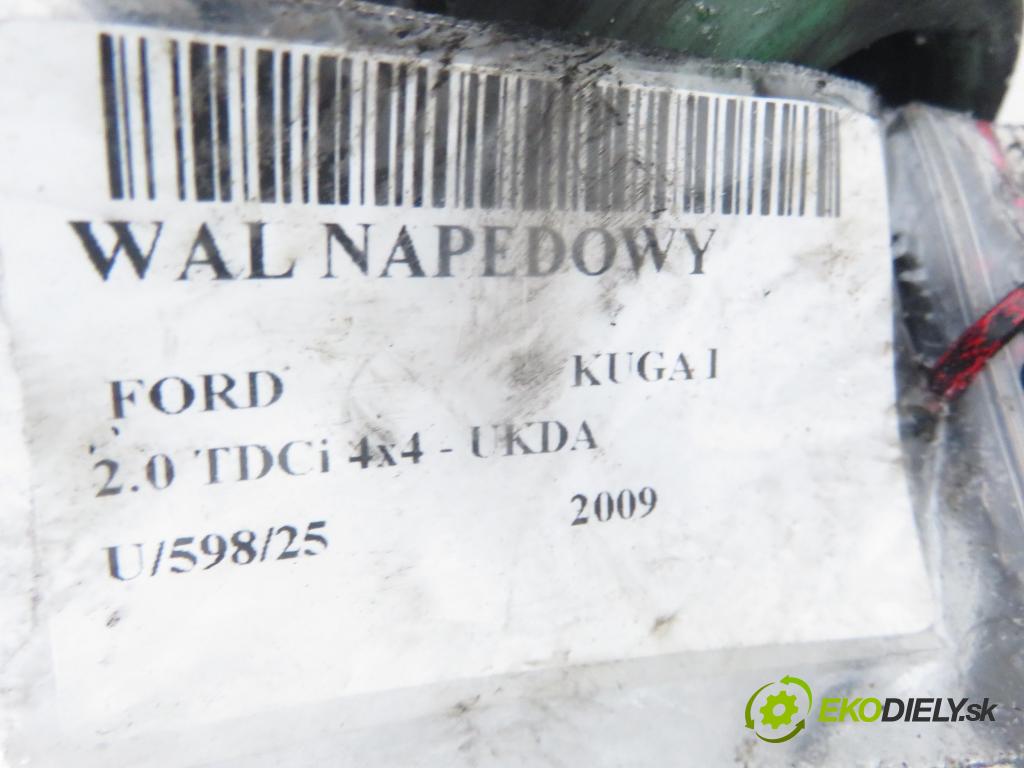 WAL NAPEDOWY
FORD KUGA I
2.0 TDCi 4x4 - UKDA
U/598/25 2009
EKODIELY.sk